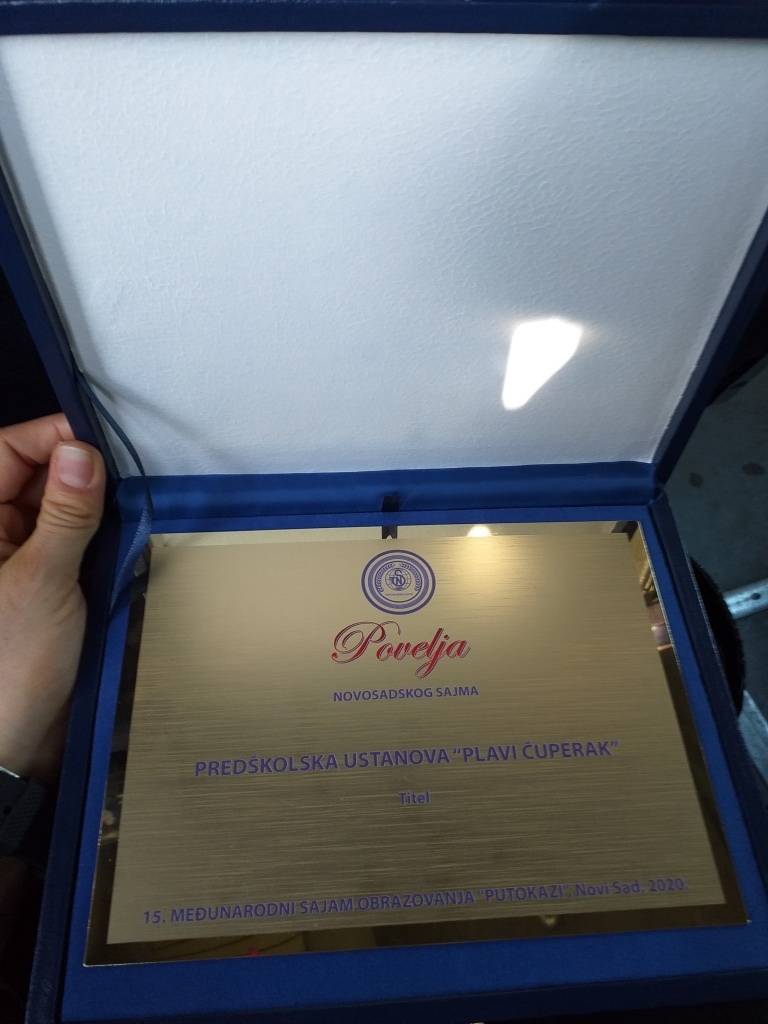 Povelja
NOVOSADSKOG SAJMA
PREDŠKOLSKA USTANOVA “PLAVI ČUPERAK”
Titel
15. MEĐUNARODNI SAJAM OBRAZOVANJA “PUTOKAZI”, Novi Sad, 2020.